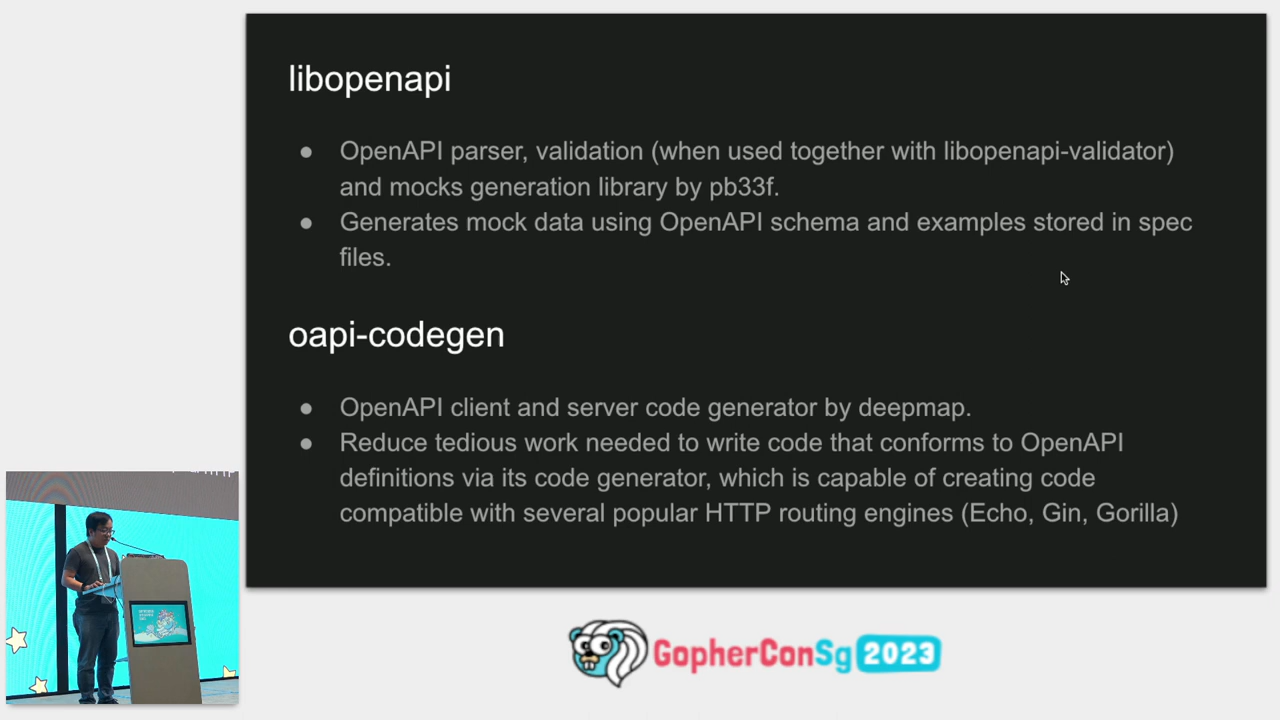 libopenapi
● OpenAPI parser, validation (when used together with libopenapi-validator)
and mocks generation library by pb33f.
● Generates mock data using OpenAPI schema and examples stored in spec
files.
oapi-codegen
● OpenAPI client and server code generator by deepmap.
● Reduce tedious work needed to write code that conforms to OpenAPI
definitions via its code generator, which is capable of creating code
compatible with several popular HTTP routing engines (Echo, Gin, Gorilla)
GopherConSg 2023